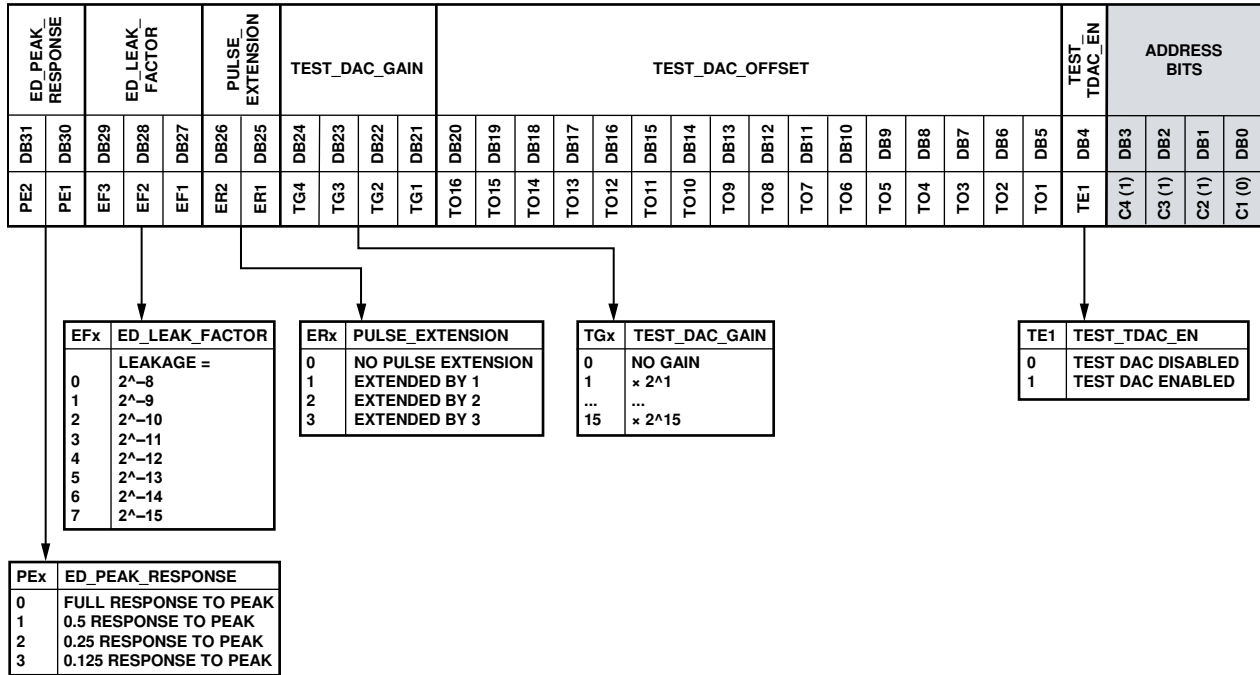 ED_PEAK_
RESPONSE
ED_LEAK_
FACTOR
PULSE_
EXTENSION
TEST_DAC_GAIN
TEST_DAC_OFFSET
TEST_
TDAC_EN
ADDRESS
BITS
DB31 DB30 DB29 DB28 DB27 DB26 DB25 DB24 DB23 DB22 DB21 DB20 DB19 DB18 DB17 DB16 DB15 DB14 DB13 DB12 DB11 DB10 DB9 DB8 DB7 DB6 DB5 DB4 DB3 DB2 DB1 DB0
PE2 PE1 EF3 EF2 EF1 ER2 ER1 TG4 TG3 TG2 TG1 TO16 TO15 TO14 TO13 TO12 TO11 TO10 TO9 TO8 TO7 TO6 TO5 TO4 TO3 TO2 TO1 TE1 C4 (1) C3 (1) C2 (1) C1 (0)
EFx ED_LEAK_FACTOR
LEAKAGE =
0 2^–8
1 2^–9
2 2^–10
3 2^–11
4 2^–12
5 2^–13
6 2^–14
7 2^–15
ERx PULSE_EXTENSION
0 NO PULSE EXTENSION
1 EXTENDED BY 1
2 EXTENDED BY 2
3 EXTENDED BY 3
TGx TEST_DAC_GAIN
0 NO GAIN
1 × 2^1
... ...
15 × 2^15
TE1 TEST_TDAC_EN
0 TEST DAC DISABLED
1 TEST DAC ENABLED
PEx ED_PEAK_RESPONSE
0 FULL RESPONSE TO PEAK
1 0.5 RESPONSE TO PEAK
2 0.25 RESPONSE TO PEAK
3 0.125 RESPONSE TO PEAK